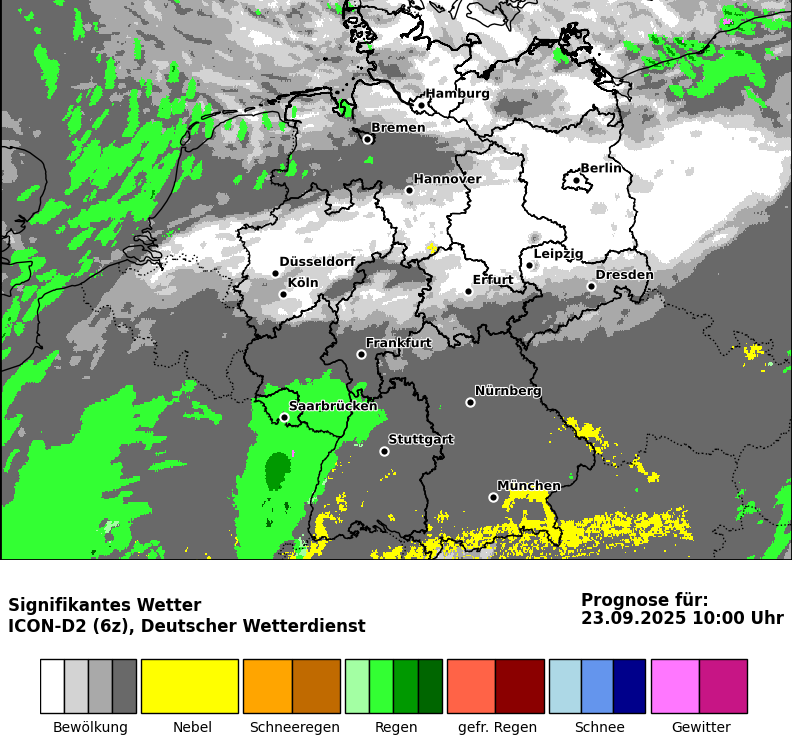 Hamburg
Bremen
Berlin
Hannover
Düsseldorf
Köln
Leipzig
Erfurt
Dresden
Frankfurt
Nürnberg
Saarbrücken
Stuttgart
München
Signifikantes Wetter
ICON-D2 (6z), Deutscher Wetterdienst
Prognose für:
23.09.2025 10:00 Uhr
Bewölkung Nebel Schneeregen Regen gefr. Regen Schnee Gewitter